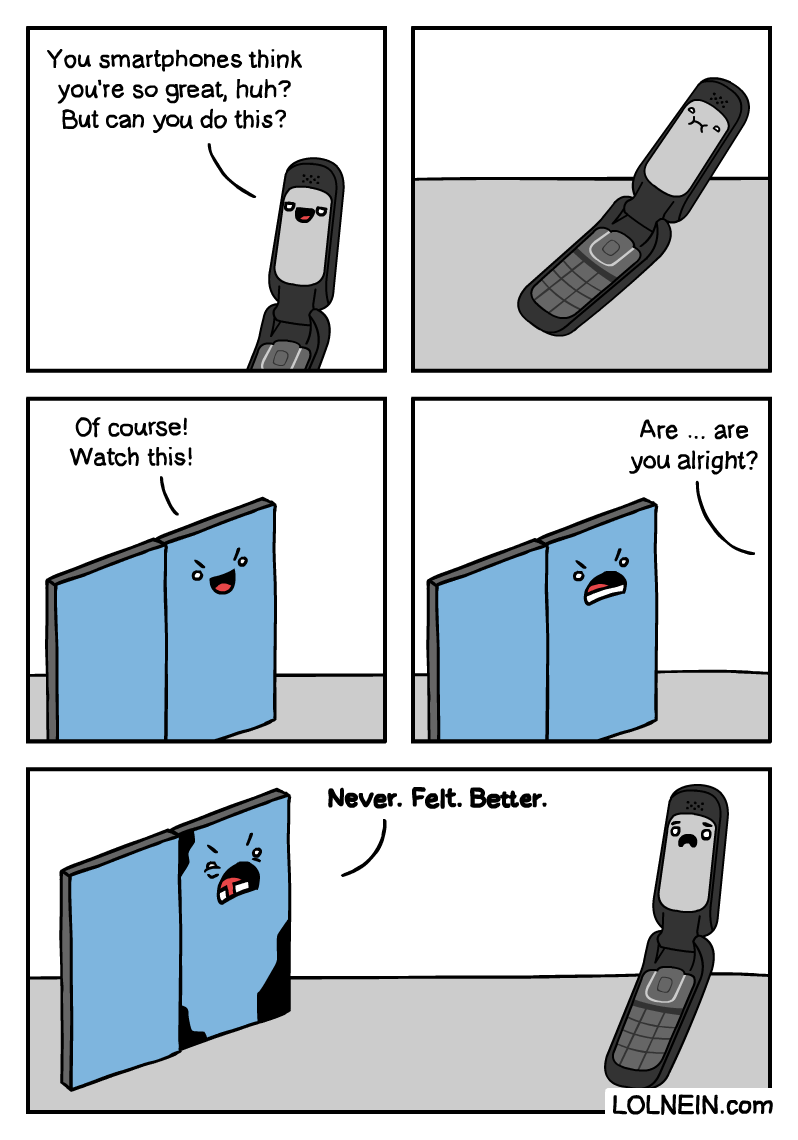 You smartphones think
you're so great, huh?
But can you do this?
Of course!
Watch this!
Are ... are
you alright?
Never. Felt. Better.
LOLNEIN.com